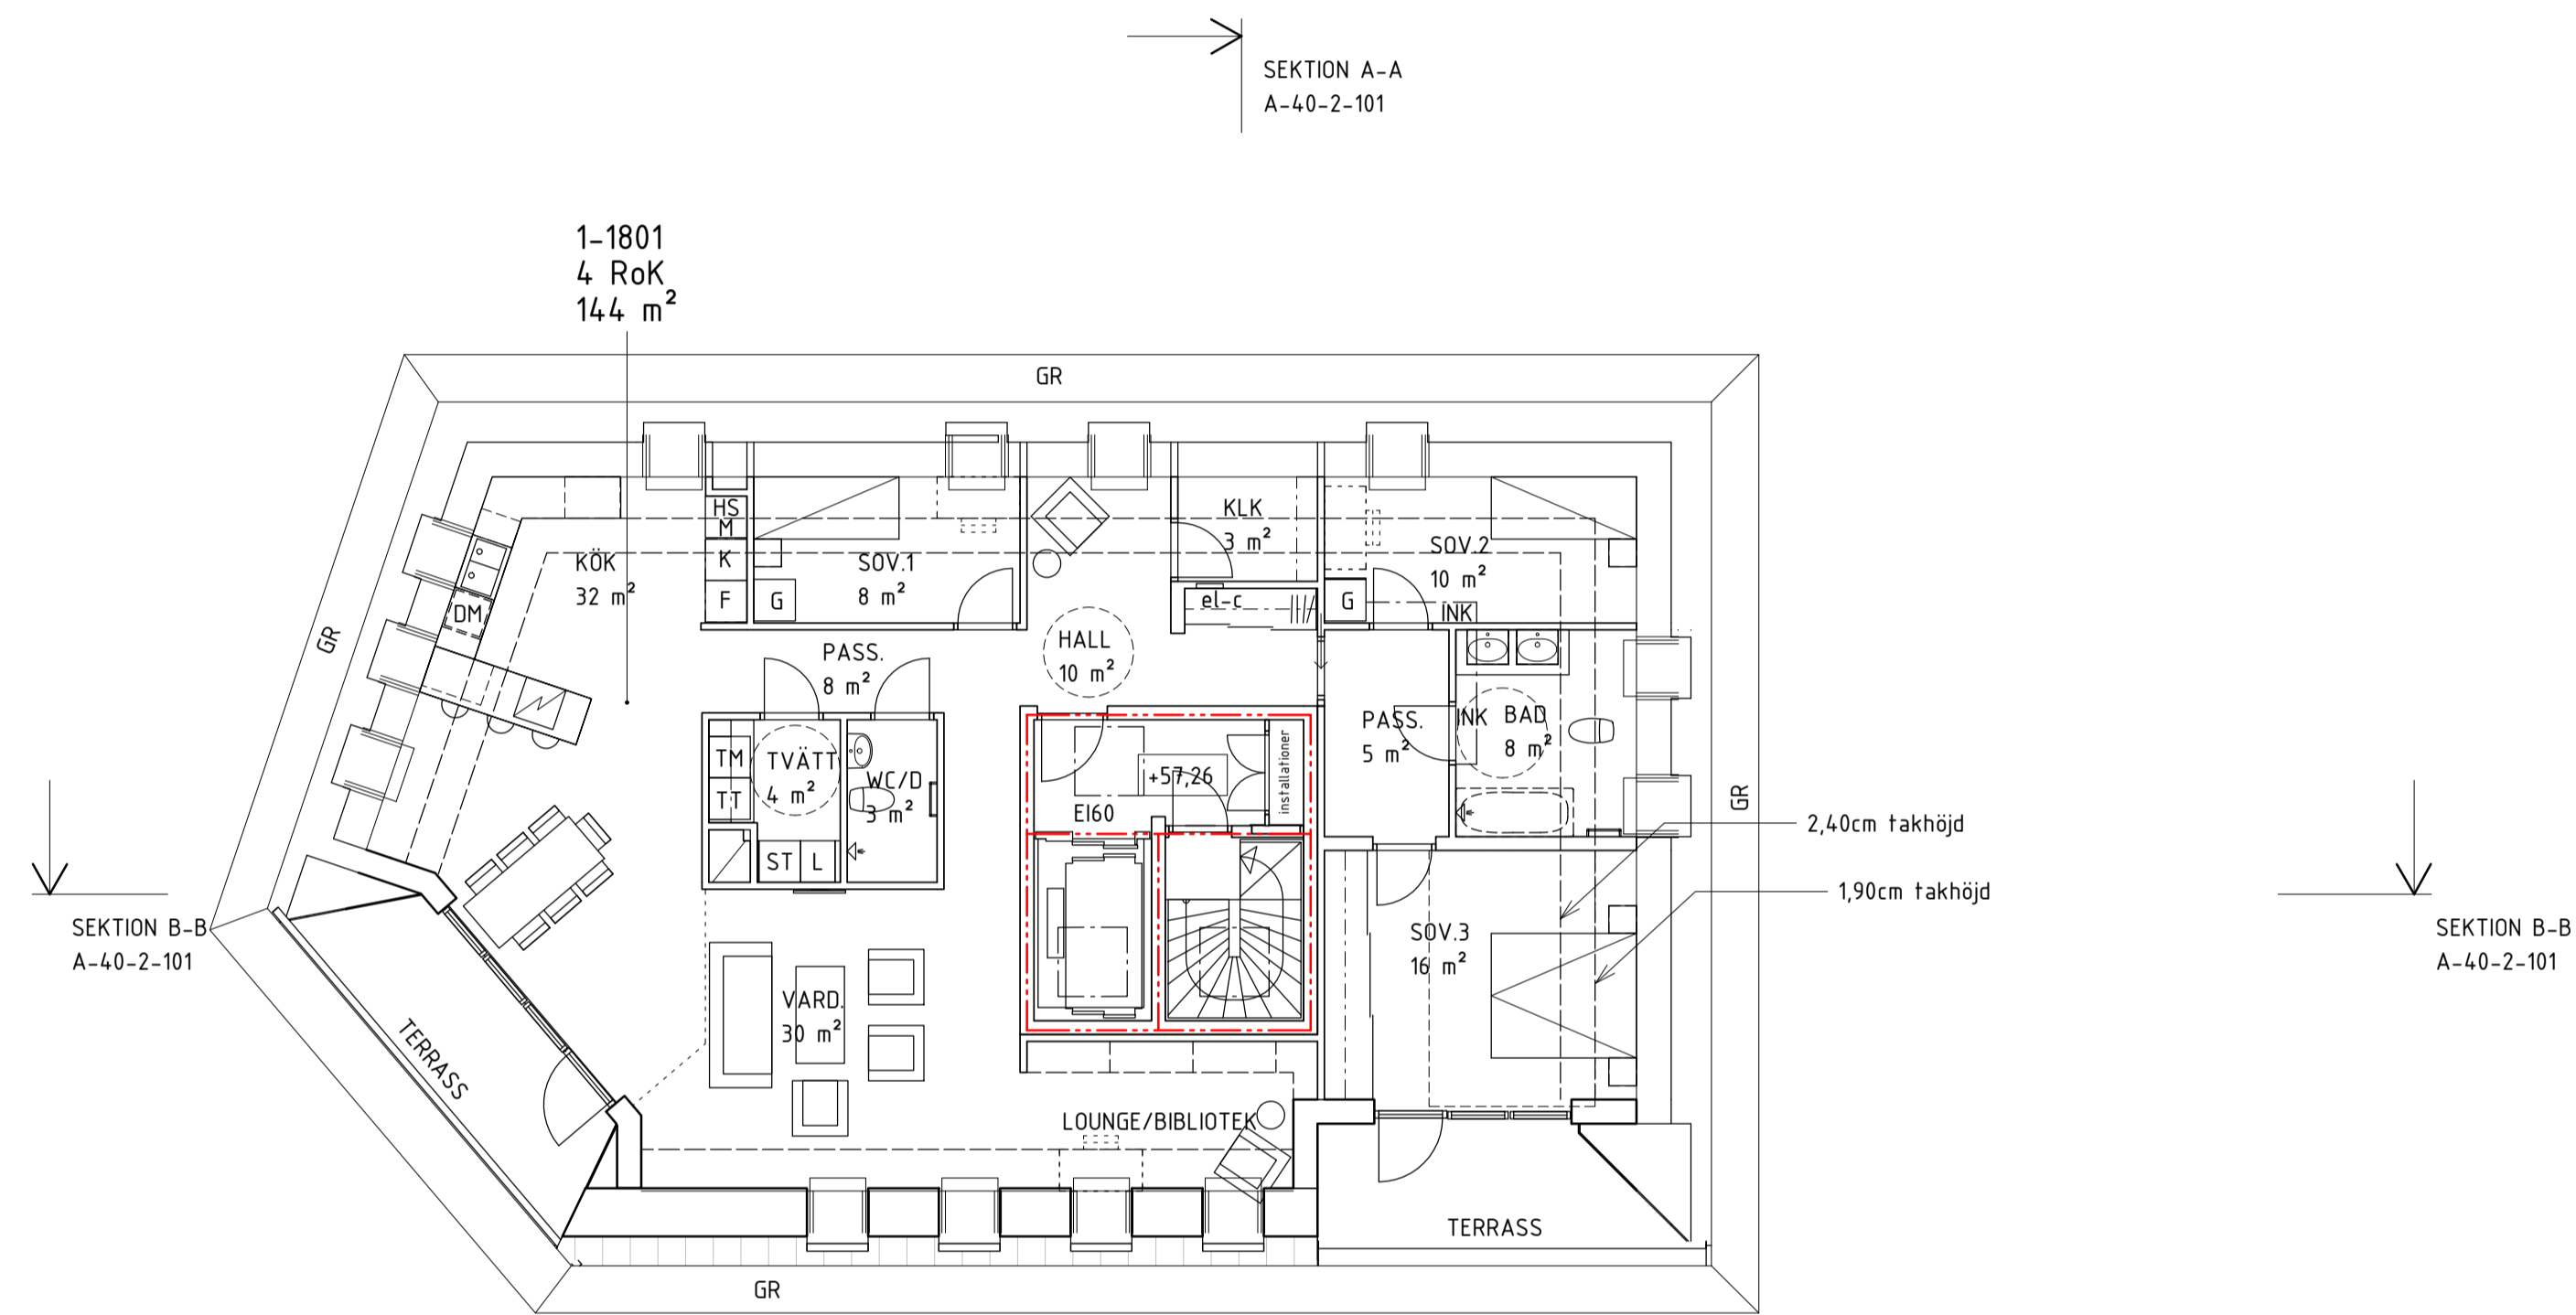 SEKTION A-A
A-40-2-101
1-1801
4 RoK
144 m²
GR
HS
M
KÖK
32 m²
K
F
G
SOV.1
8 m²
KLK
3 m²
SOV.2
10 m²
G
INK
el-c
DM
GR
PASS.
8 m²
HALL
10 m²
PASS.
5 m²
INK
BAD
8 m²
TM
TT
TVÄTT
4 m²
WC/D
3 m²
ST
L
+57,26
EI60
installationer
GR
2,40cm takhöjd
1,90cm takhöjd
SEKTION B-B
A-40-2-101
SOV.3
16 m²
SEKTION B-B
A-40-2-101
VARD.
30 m²
TERRASS
LOUNGE/BIBLIOTEK
TERRASS
GR